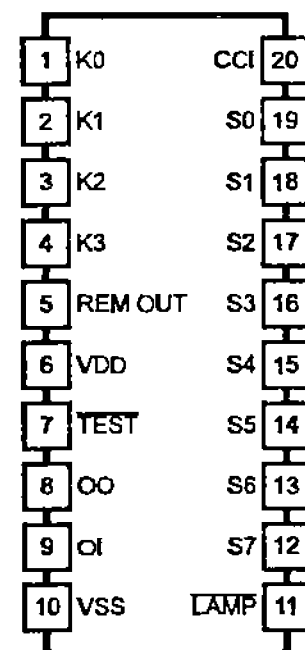 1 K0 CCI 20
2 K1 S0 19
3 K2 S1 18
4 K3 S2 17
5 REM OUT S3 16
6 VDD S4 15
7 TEST S5 14
8 OO S6 13
9 OI S7 12
10 VSS LAMP 11